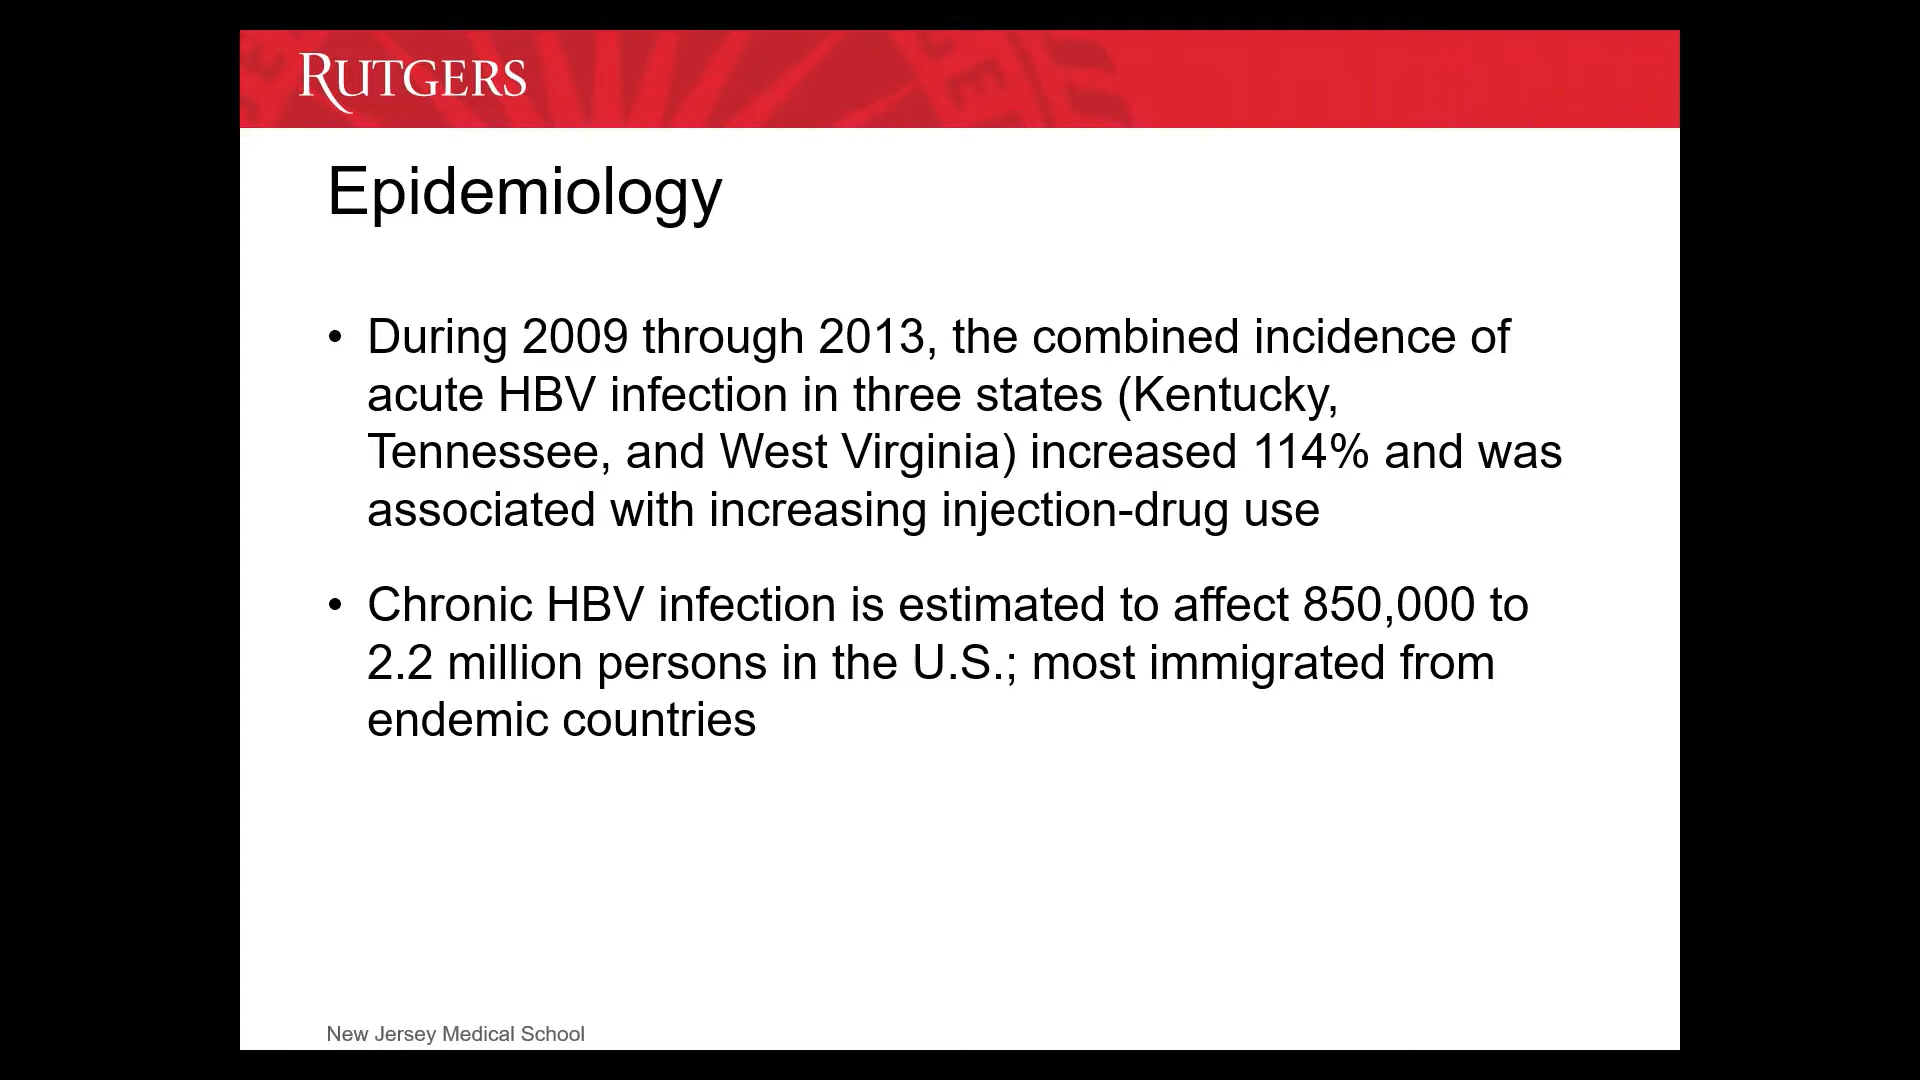 RUTGERS
Epidemiology
• During 2009 through 2013, the combined incidence of
acute HBV infection in three states (Kentucky,
Tennessee, and West Virginia) increased 114% and was
associated with increasing injection-drug use
• Chronic HBV infection is estimated to affect 850,000 to
2.2 million persons in the U.S.; most immigrated from
endemic countries
New Jersey Medical School